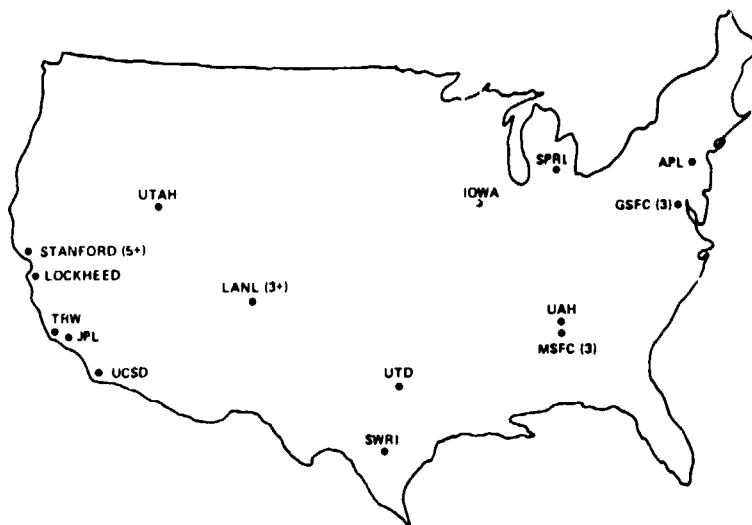 SPRL
APL
UTAH
IOWA
GSFC (3)
STANFORD (5+)
LOCKHEED
LANL (3+)
TRW
UAH
JPL
MSFC (3)
UCSD
UTD
SWRI